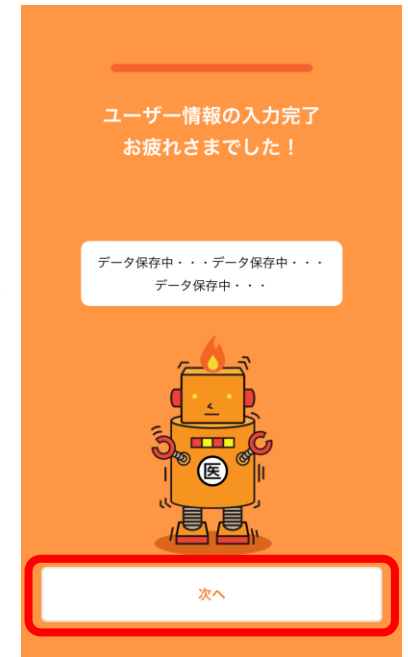 ユーザー情報の入力完了
お疲れさまでした！
データ保存中・・・データ保存中・・・
データ保存中・・・
医
次へ